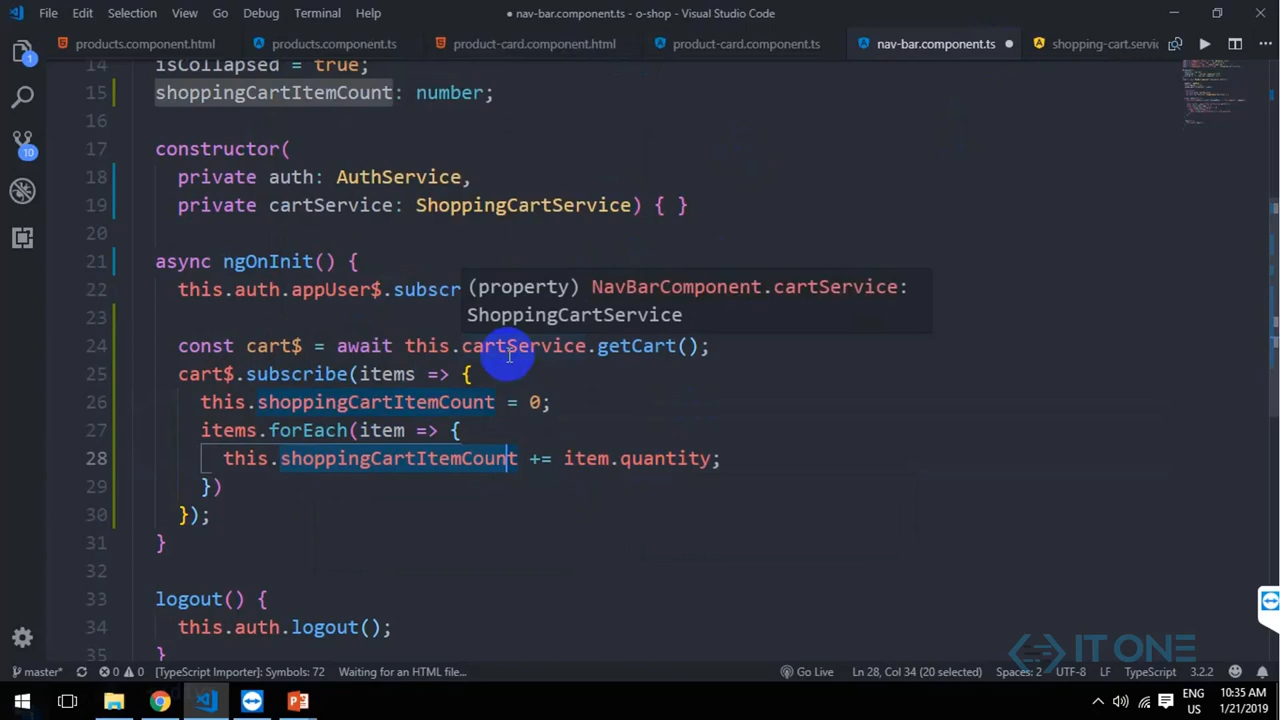 File Edit Selection View Go Debug Terminal Help
● nav-bar.component.ts - o-shop - Visual Studio Code
products.component.html products.component.ts product-card.component.html product-card.component.ts nav-bar.component.ts ● shopping-cart.servic
1
10
14 isCollapsed = true;
15 shoppingCartItemCount: number;
16
17 constructor(
18 private auth: AuthService,
19 private cartService: ShoppingCartService) { }
20
21 async ngOnInit() {
22 this.auth.appUser$.subscr
(property) NavBarComponent.cartService:
ShoppingCartService
23
24 const cart$ = await this.cartService.getCart();
25 cart$.subscribe(items => {
26 this.shoppingCartItemCount = 0;
27 items.forEach(item => {
28 this.shoppingCartItemCount += item.quantity;
29 })
30 });
31 }
32
33 logout() {
34 this.auth.logout();
35 }
IT ONE
master* 0 0 [TypeScript Importer]: Symbols: 72 Waiting for an HTML file... Go Live Ln 28, Col 34 (20 selected) Spaces: 2 UTF-8 LF TypeScript 3.2.2
ENG
US
10:35 AM
1/21/2019